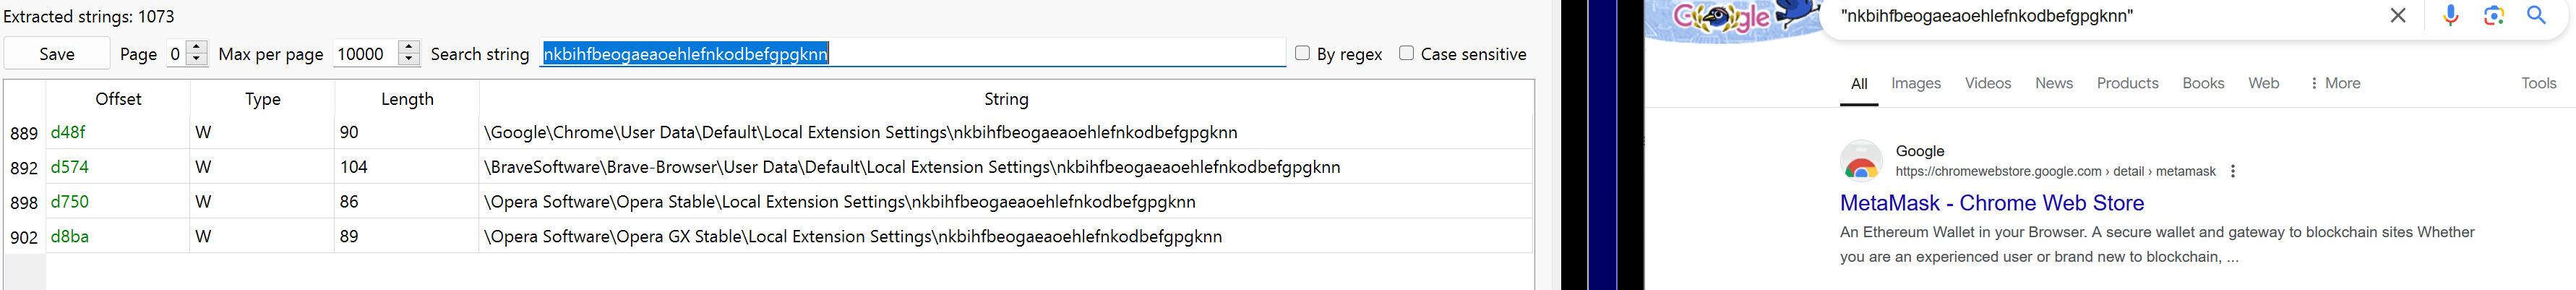 Extracted strings: 1073
Save Page 0 Max per page 10000 Search string nkbihfbeogaeaoehlefnkodbefgpgknn By regex Case sensitive
Offset Type Length String
889 d48f W 90 \Google\Chrome\User Data\Default\Local Extension Settings\nkbihfbeogaeaoehlefnkodbefgpgknn
892 d574 W 104 \BraveSoftware\Brave-Browser\User Data\Default\Local Extension Settings\nkbihfbeogaeaoehlefnkodbefgpgknn
898 d750 W 86 \Opera Software\Opera Stable\Local Extension Settings\nkbihfbeogaeaoehlefnkodbefgpgknn
902 d8ba W 89 \Opera Software\Opera GX Stable\Local Extension Settings\nkbihfbeogaeaoehlefnkodbefgpgknn
Google "nkbihfbeogaeaoehlefnkodbefgpgknn"
All Images Videos News Products Books Web More Tools
Google
https://chromewebstore.google.com › detail › metamask
MetaMask - Chrome Web Store
An Ethereum Wallet in your Browser. A secure wallet and gateway to blockchain sites Whether
you are an experienced user or brand new to blockchain, ...